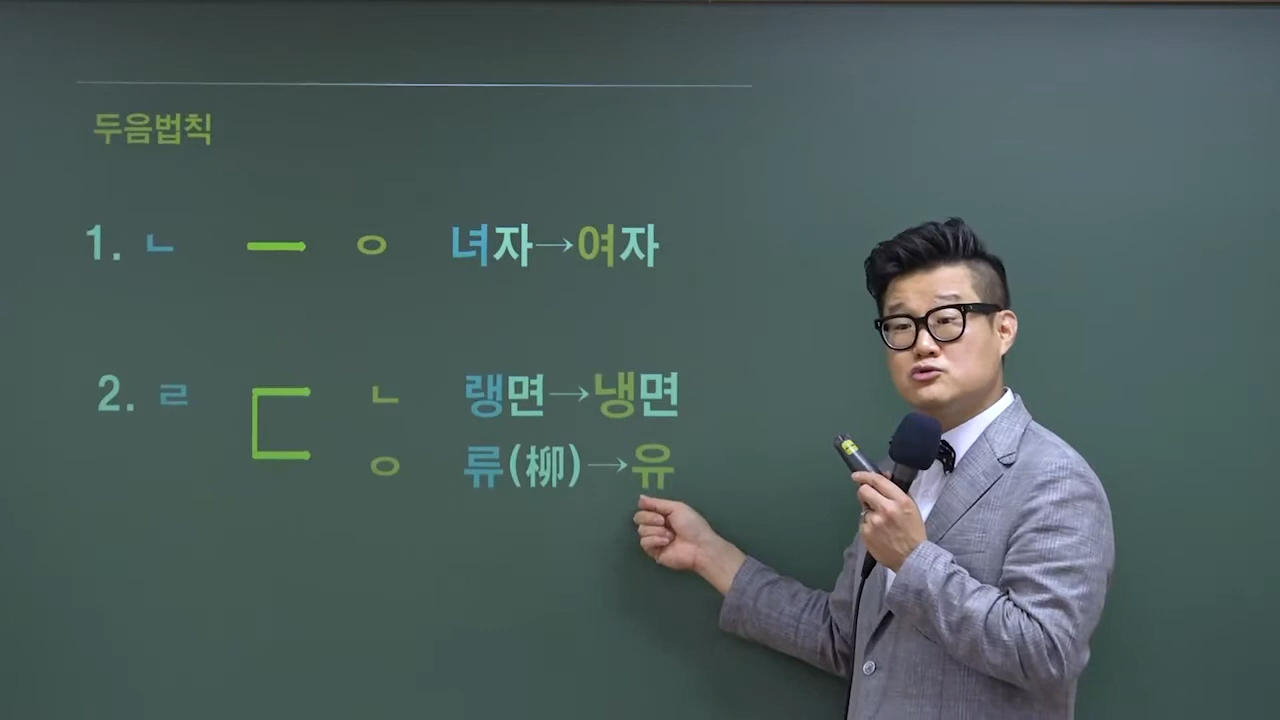 두음법칙
1. ㄴ ㅇ 녀자→여자
2. ㄹ ㄴ 랭면→냉면
ㅇ 류(柳)→유